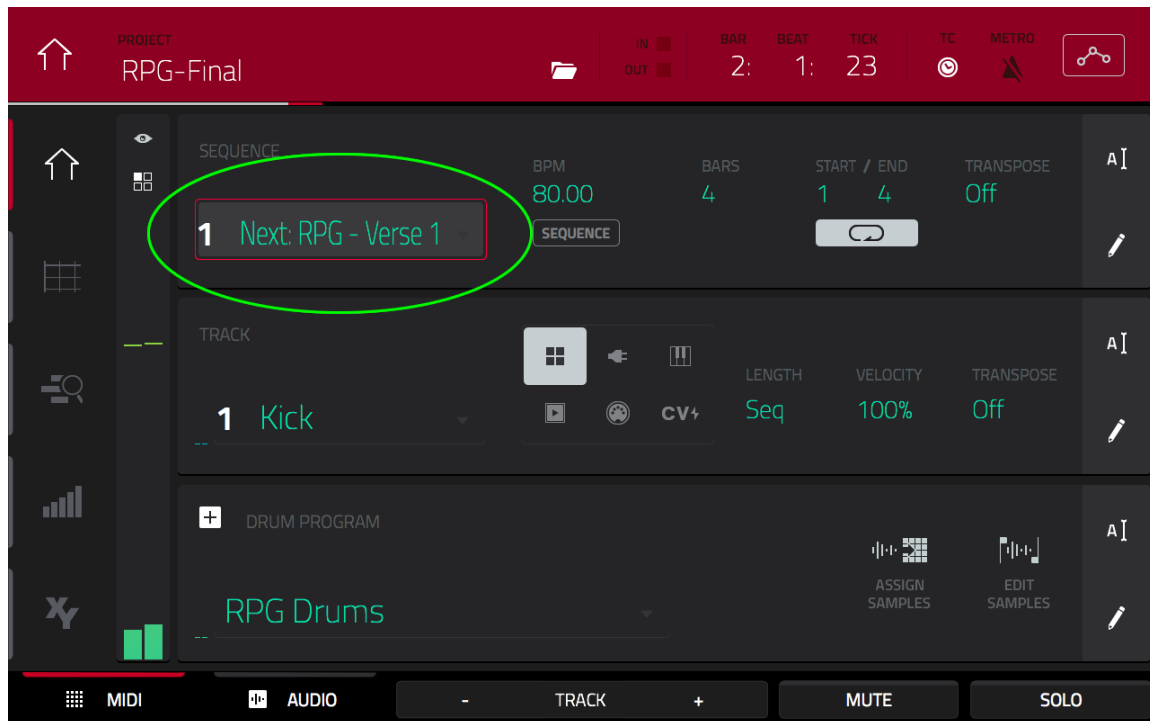 PROJECT
RPG-Final
IN
OUT
BAR BEAT TICK
2: 1: 23
TC METRO
SEQUENCE
1 Next: RPG - Verse 1
BPM
80.00
SEQUENCE
BARS
4
START / END
1 4
TRANSPOSE
Off
A
TRACK
1 Kick
CV
LENGTH
Seq
VELOCITY
100%
TRANSPOSE
Off
A
DRUM PROGRAM
RPG Drums
ASSIGN
SAMPLES
EDIT
SAMPLES
A
XY
MIDI AUDIO - TRACK + MUTE SOLO